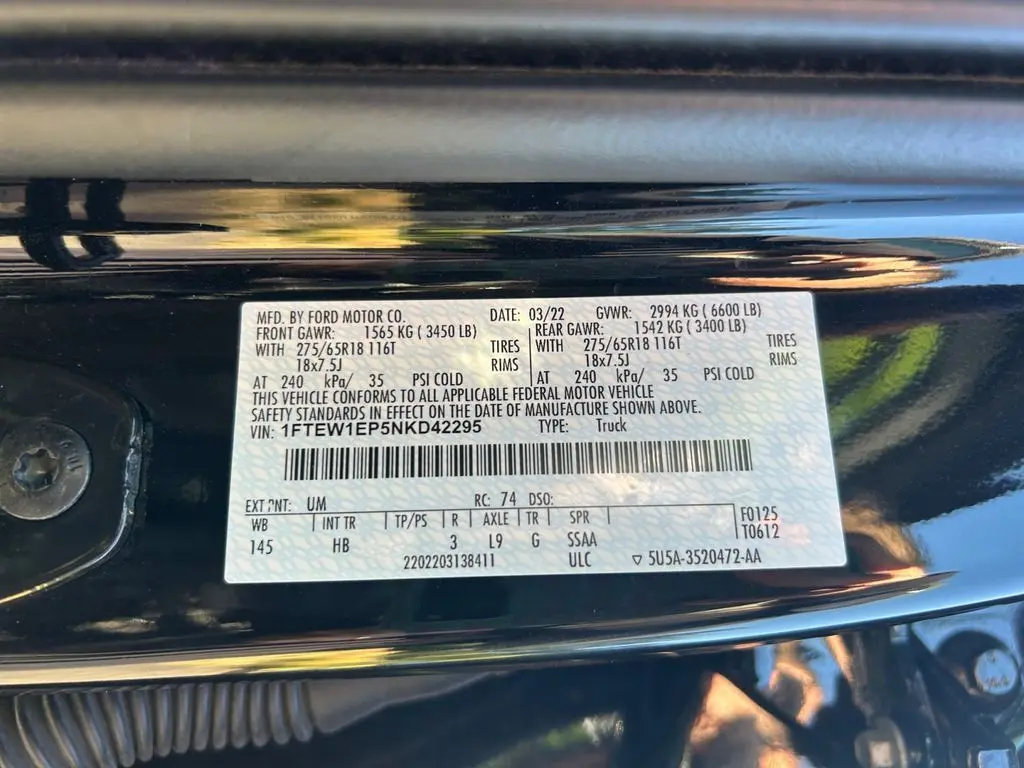 MFD. BY FORD MOTOR CO. DATE: 03/22 GVWR: 2994 KG ( 6600 LB)
FRONT GAWR: 1565 KG ( 3450 LB) REAR GAWR: 1542 KG ( 3400 LB)
WITH 275/65R18 116T TIRES WITH 275/65R18 116T TIRES
18x7.5J RIMS 18x7.5J RIMS
AT 240 kPa/ 35 PSI COLD AT 240 kPa/ 35 PSI COLD
THIS VEHICLE CONFORMS TO ALL APPLICABLE FEDERAL MOTOR VEHICLE
SAFETY STANDARDS IN EFFECT ON THE DATE OF MANUFACTURE SHOWN ABOVE.
VIN: 1FTEW1EP5NKD42295 TYPE: Truck
EXT PNT: UM RC: 74 DSO:
WB INT TR TP/PS R AXLE TR SPR F0125
145 HB 3 L9 G SSAA T0612
2202203138411 ULC ▽ 5U5A-3520472-AA